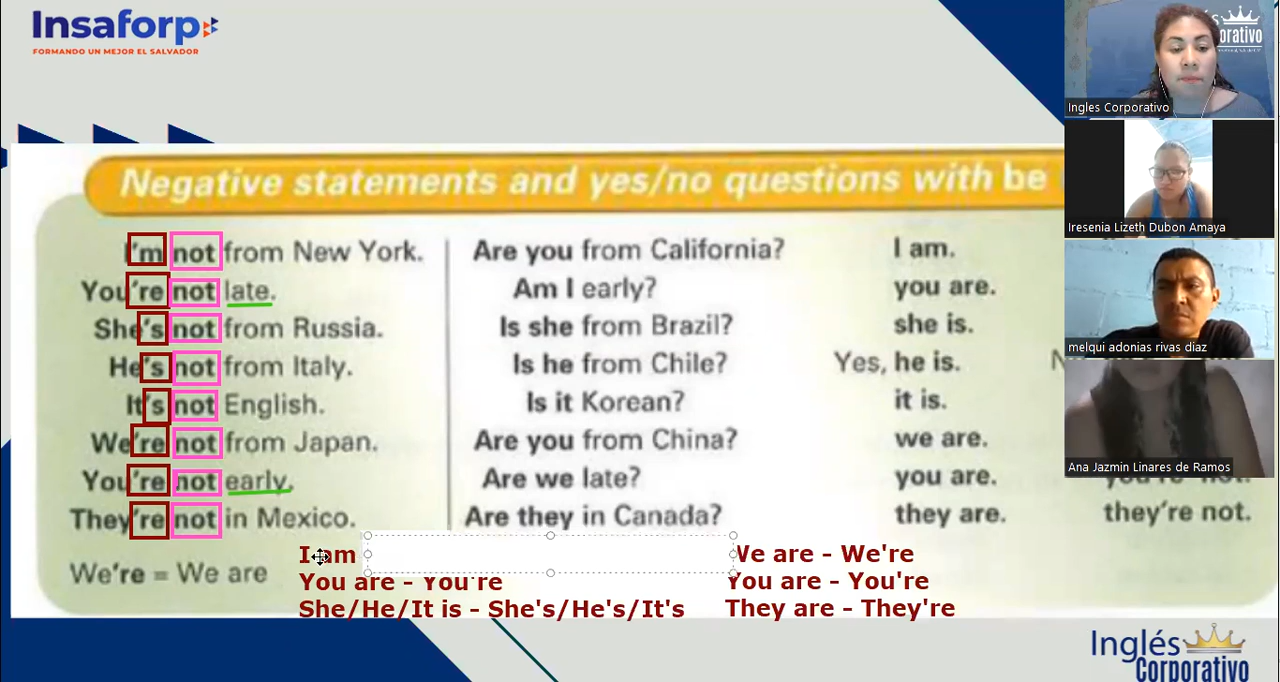 Insaforp
FORMANDO UN MEJOR EL SALVADOR
Negative statements and yes/no questions with be
I'm not from New York.
You're not late.
She's not from Russia.
He's not from Italy.
It's not English.
We're not from Japan.
You're not early.
They're not in Mexico.
We're = We are
Are you from California?
Am I early?
Is she from Brazil?
Is he from Chile?
Is it Korean?
Are you from China?
Are we late?
Are they in Canada?
I am.
you are.
she is.
Yes, he is.
it is.
we are.
you are.
they are.
you're not.
they're not.
I am
You are - You're
She/He/It is - She's/He's/It's
We are - We're
You are - You're
They are - They're
Ingles Corporativo
Iresenia Lizeth Dubon Amaya
melqui adonias rivas diaz
Ana Jazmin Linares de Ramos
Inglés
Corporativo